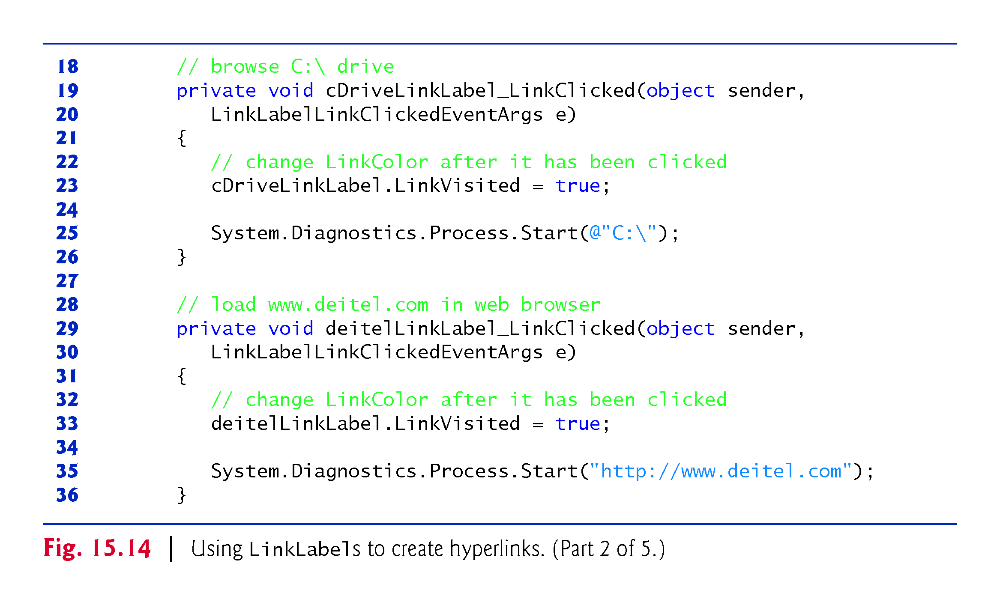 18 // browse C:\ drive
19 private void cDriveLinkLabel_LinkClicked(object sender,
20 LinkLabelLinkClickedEventArgs e)
21 {
22 // change LinkColor after it has been clicked
23 cDriveLinkLabel.LinkVisited = true;
24
25 System.Diagnostics.Process.Start(@"C:\");
26 }
27
28 // load www.deitel.com in web browser
29 private void deitelLinkLabel_LinkClicked(object sender,
30 LinkLabelLinkClickedEventArgs e)
31 {
32 // change LinkColor after it has been clicked
33 deitelLinkLabel.LinkVisited = true;
34
35 System.Diagnostics.Process.Start("http://www.deitel.com");
36 }
Fig. 15.14 | Using LinkLabels to create hyperlinks. (Part 2 of 5.)